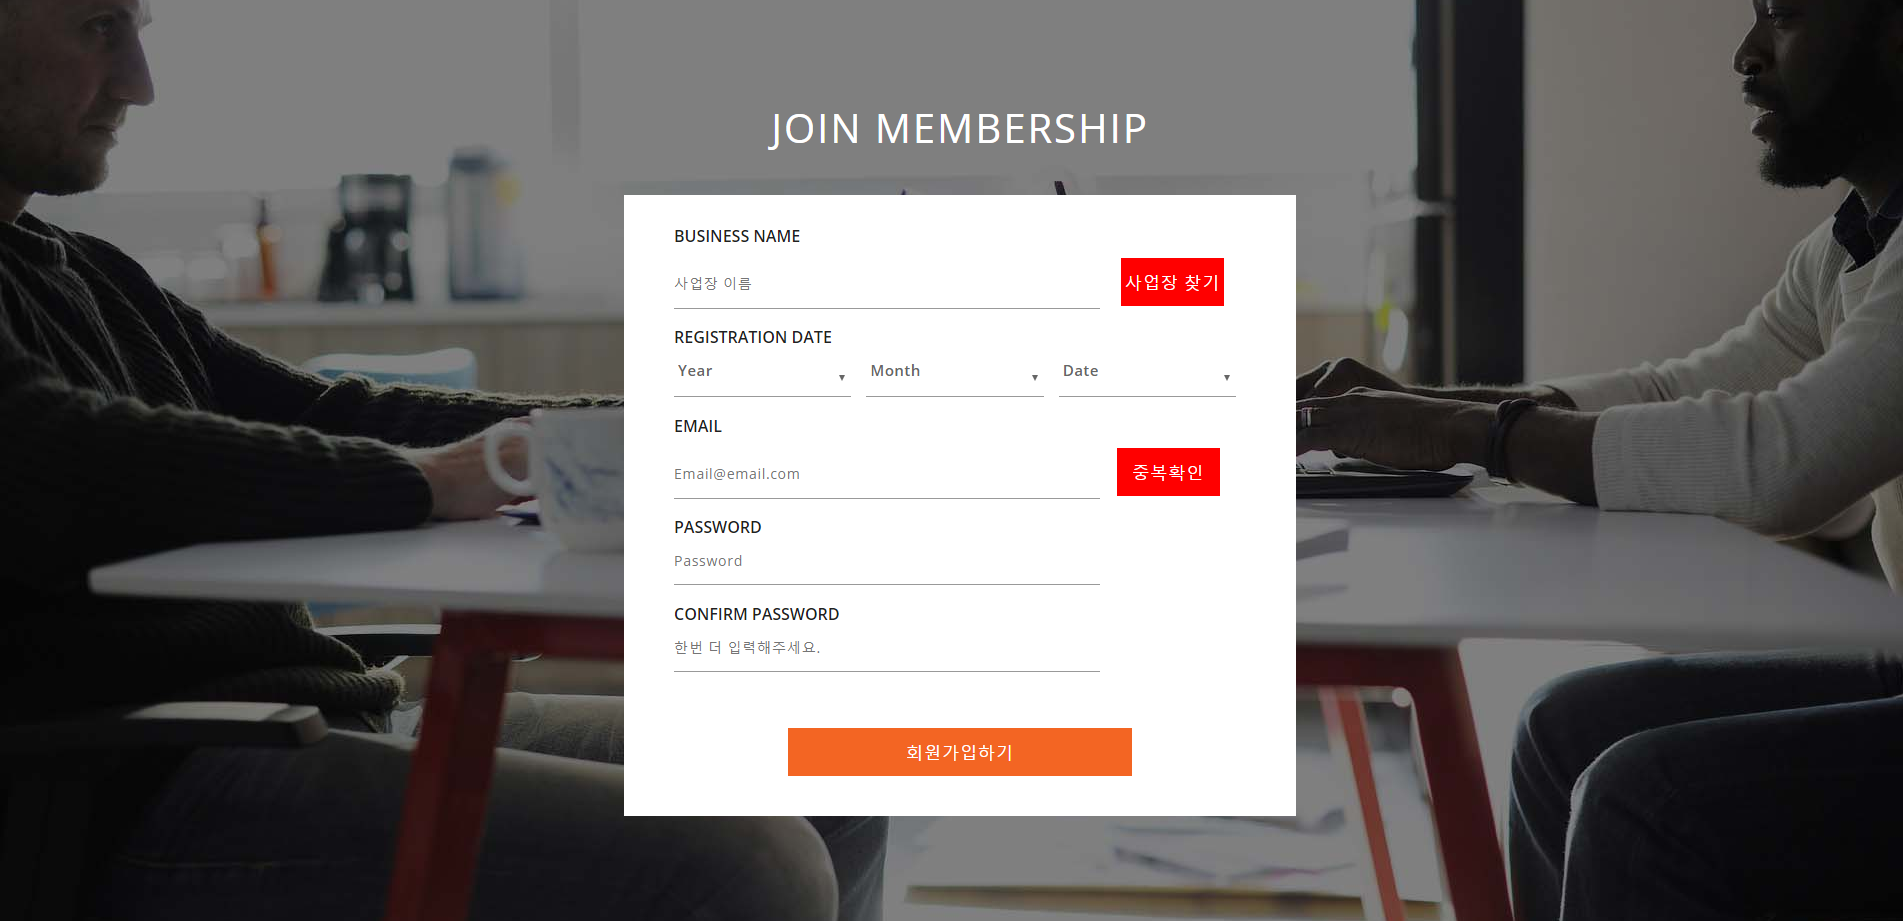 JOIN MEMBERSHIP
BUSINESS NAME
사업장 이름
사업장 찾기
REGISTRATION DATE
Year ▼ Month ▼ Date ▼
EMAIL
Email@email.com
중복확인
PASSWORD
Password
CONFIRM PASSWORD
한번 더 입력해주세요.
회원가입하기